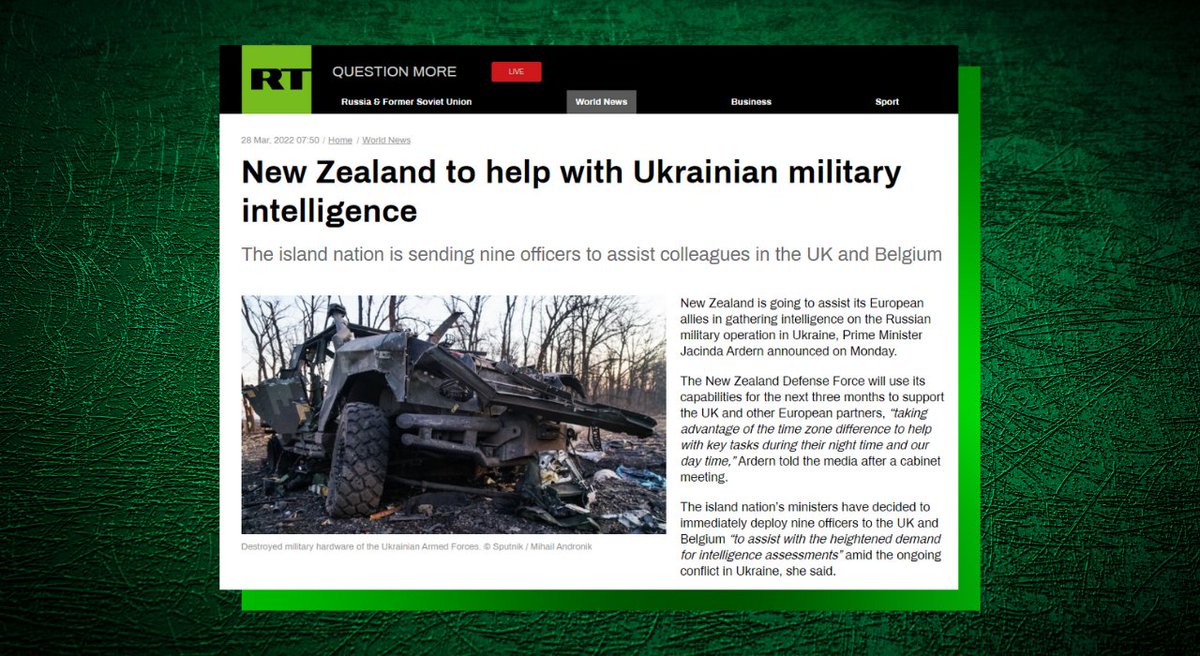 RT QUESTION MORE LIVE
Russia & Former Soviet Union World News Business Sport
28 Mar, 2022 07:50 / Home / World News
New Zealand to help with Ukrainian military
intelligence
The island nation is sending nine officers to assist colleagues in the UK and Belgium
Destroyed military hardware of the Ukrainian Armed Forces. © Sputnik / Mihail Andronik
New Zealand is going to assist its European
allies in gathering intelligence on the Russian
military operation in Ukraine, Prime Minister
Jacinda Ardern announced on Monday.
The New Zealand Defense Force will use its
capabilities for the next three months to support
the UK and other European partners, “taking
advantage of the time zone difference to help
with key tasks during their night time and our
day time,” Ardern told the media after a cabinet
meeting.
The island nation’s ministers have decided to
immediately deploy nine officers to the UK and
Belgium “to assist with the heightened demand
for intelligence assessments” amid the ongoing
conflict in Ukraine, she said.